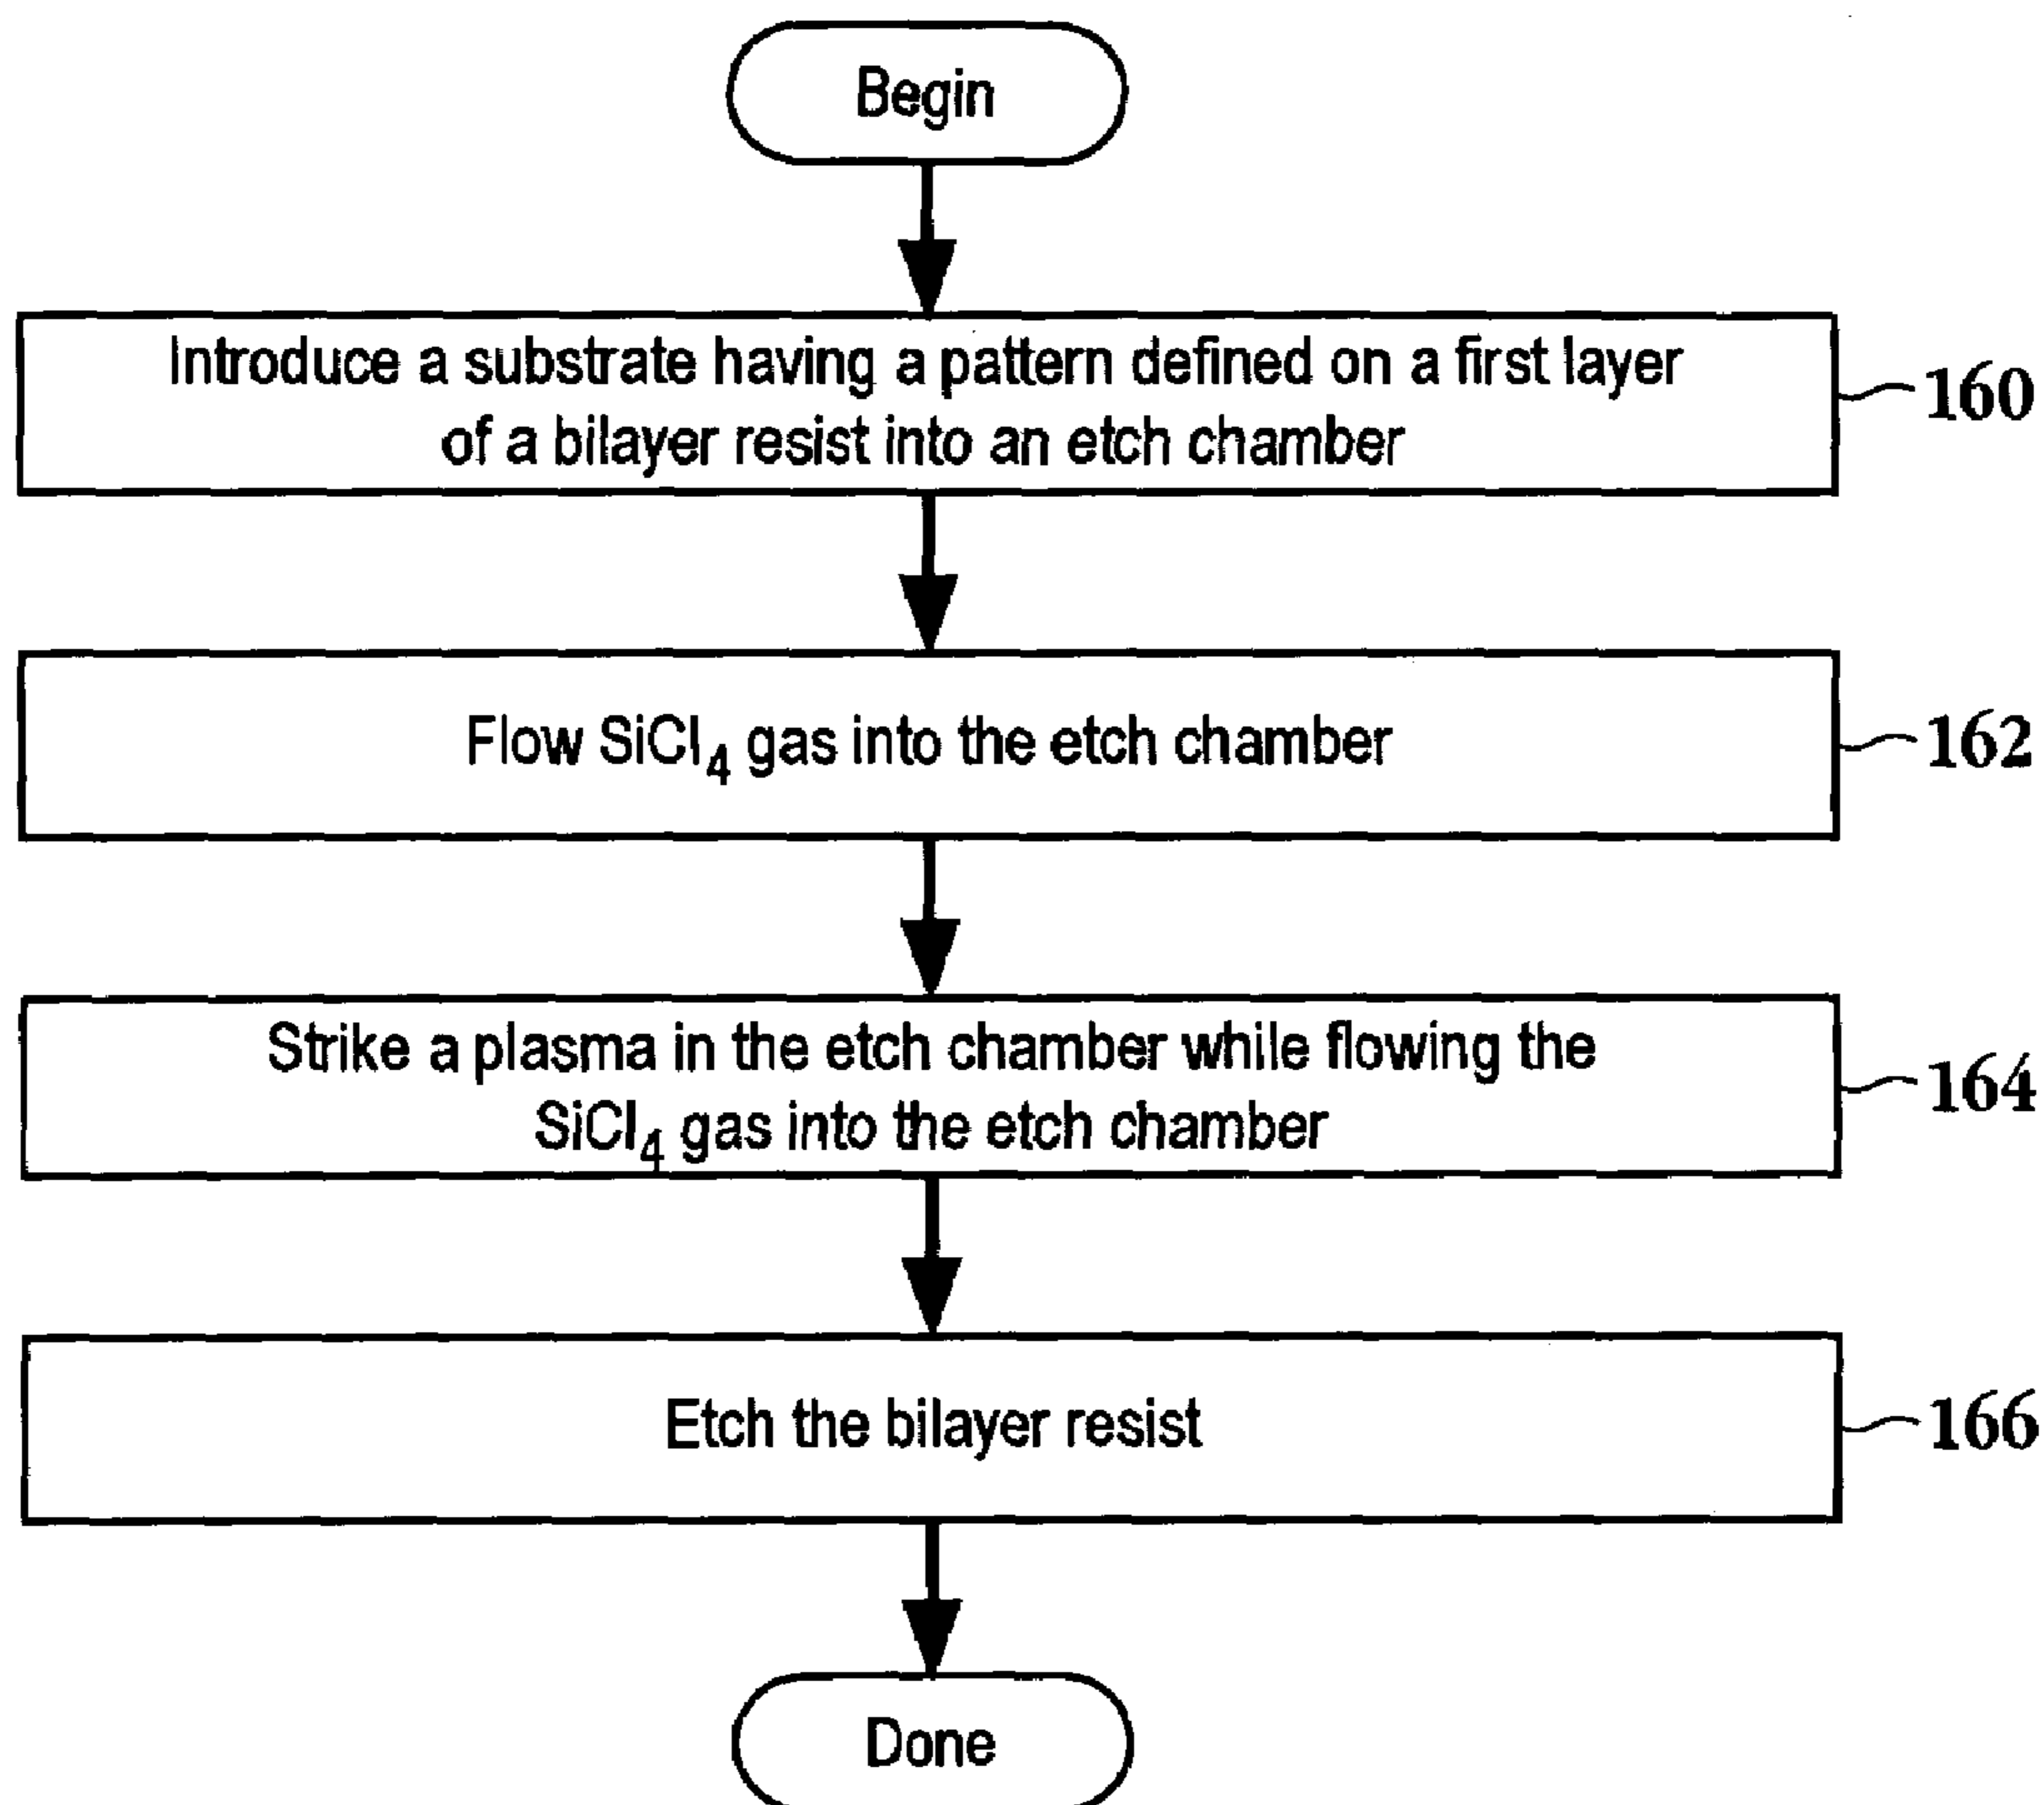 Begin
Introduce a substrate having a pattern defined on a first layer
of a bilayer resist into an etch chamber
160
Flow SiCl₄ gas into the etch chamber
162
Strike a plasma in the etch chamber while flowing the
SiCl₄ gas into the etch chamber
164
Etch the bilayer resist
166
Done